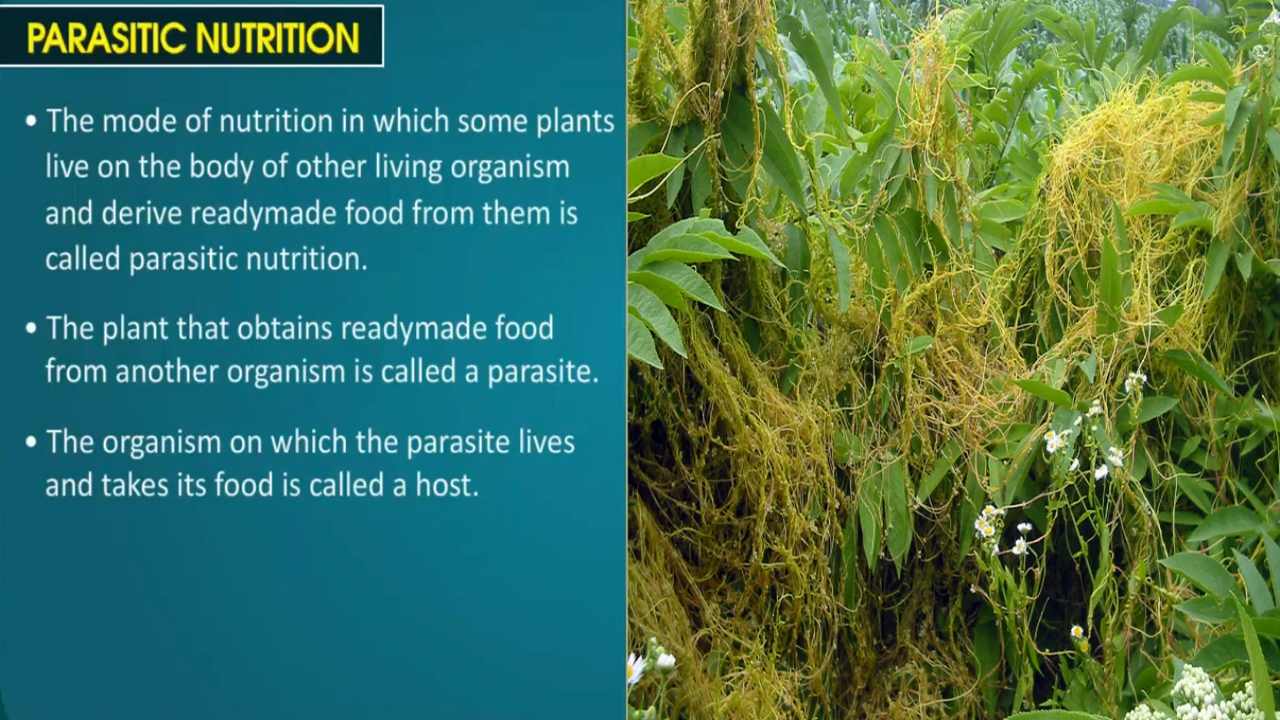 PARASITIC NUTRITION
• The mode of nutrition in which some plants
live on the body of other living organism
and derive readymade food from them is
called parasitic nutrition.
• The plant that obtains readymade food
from another organism is called a parasite.
• The organism on which the parasite lives
and takes its food is called a host.